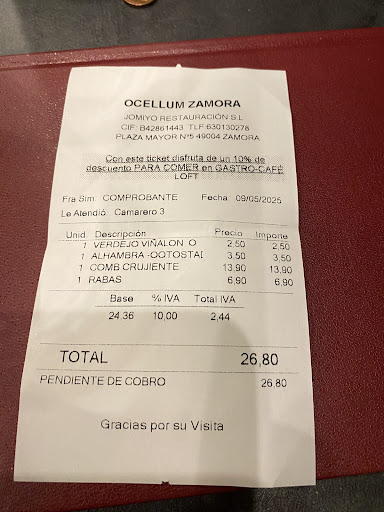 OCELLUM ZAMORA
JOMIYO RESTAURACIÓN S.L
CIF: B42861443 TLF:630130278
PLAZA MAYOR Nº5 49004 ZAMORA
Con este ticket disfruta de un 10% de
descuento PARA COMER en GASTRO-CAFÉ
LOFT
Fra Sim: COMPROBANTE Fecha: 09/05/2025
Le Atendió: Camarero 3
Unid. Descripción Precio Importe
1 VERDEJO VIÑALON O 2,50 2,50
1 ALHAMBRA -OQTOSTAI 3,50 3,50
1 COMB CRUJIENTE 13,90 13,90
1 RABAS 6,90 6,90
Base % IVA Total IVA
24,36 10,00 2,44
TOTAL 26,80
PENDIENTE DE COBRO 26,80
Gracias por su Visita